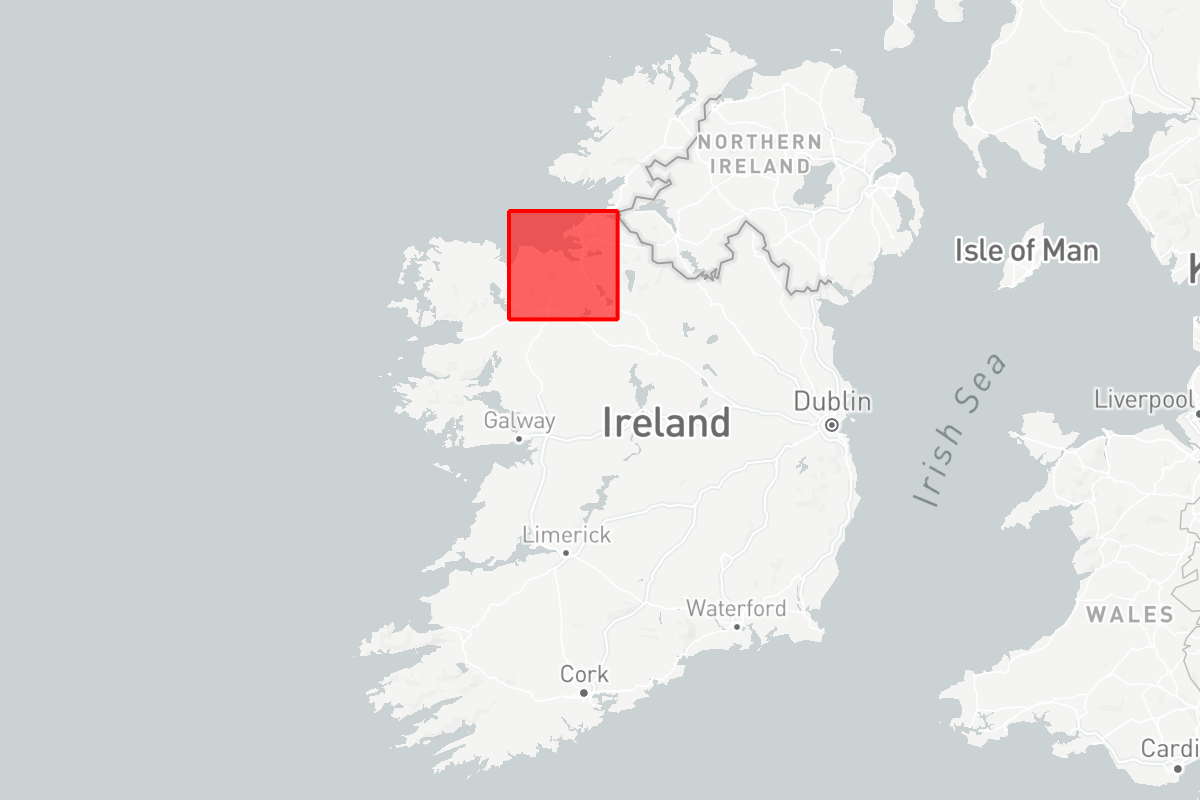 NORTHERN
IRELAND
Isle of Man
Irish Sea
Liverpool
Dublin
Ireland
Galway
Limerick
Waterford
WALES
Cork
Cardi
K